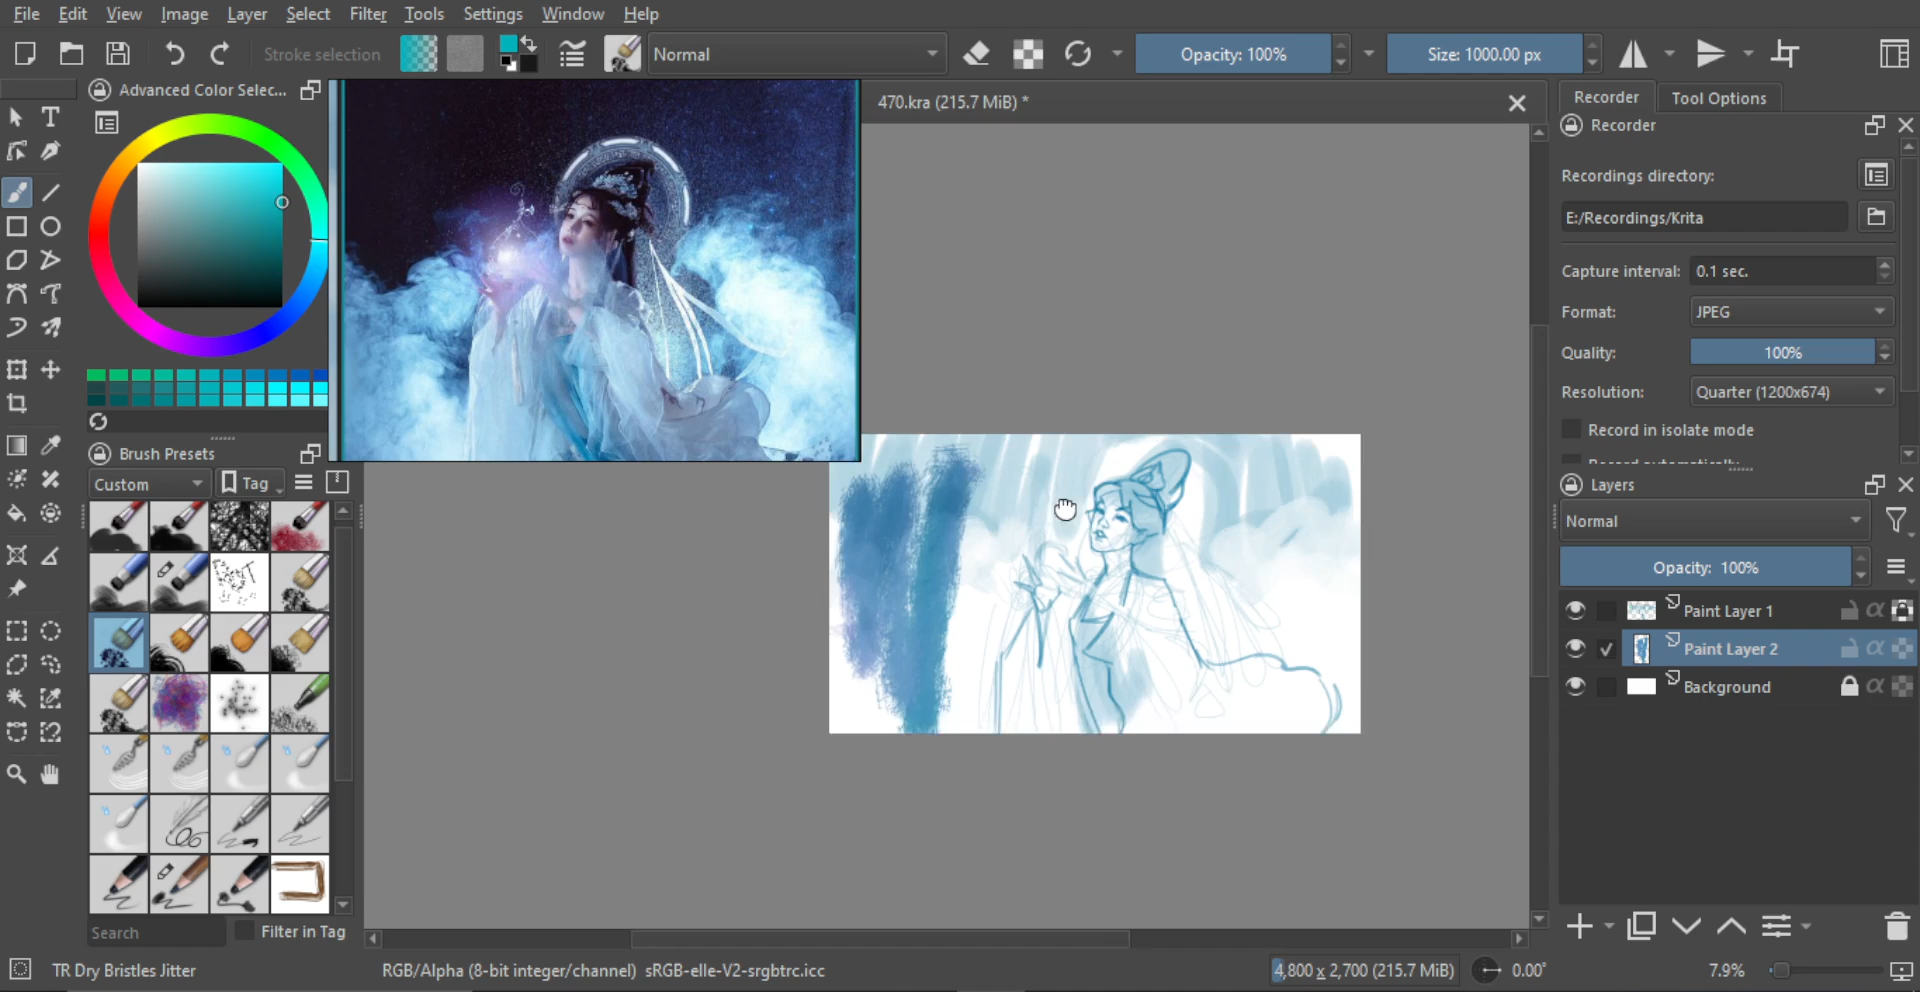 File Edit View Image Layer Select Filter Tools Settings Window Help
Stroke selection
Normal
Opacity: 100%
Size: 1000.00 px
Advanced Color Selec...
470.kra (215.7 MiB) *
Recorder
Tool Options
Recorder
Recordings directory:
E:/Recordings/Krita
Capture interval: 0.1 sec.
Format: JPEG
Quality: 100%
Resolution: Quarter (1200x674)
Record in isolate mode
Brush Presets
Custom
Tag
Layers
Normal
Opacity: 100%
Paint Layer 1
Paint Layer 2
Background
Search
Filter in Tag
TR Dry Bristles Jitter
RGB/Alpha (8-bit integer/channel) sRGB-elle-V2-srgbtrc.icc
4,800 x 2,700 (215.7 MiB)
0.00°
7.9%